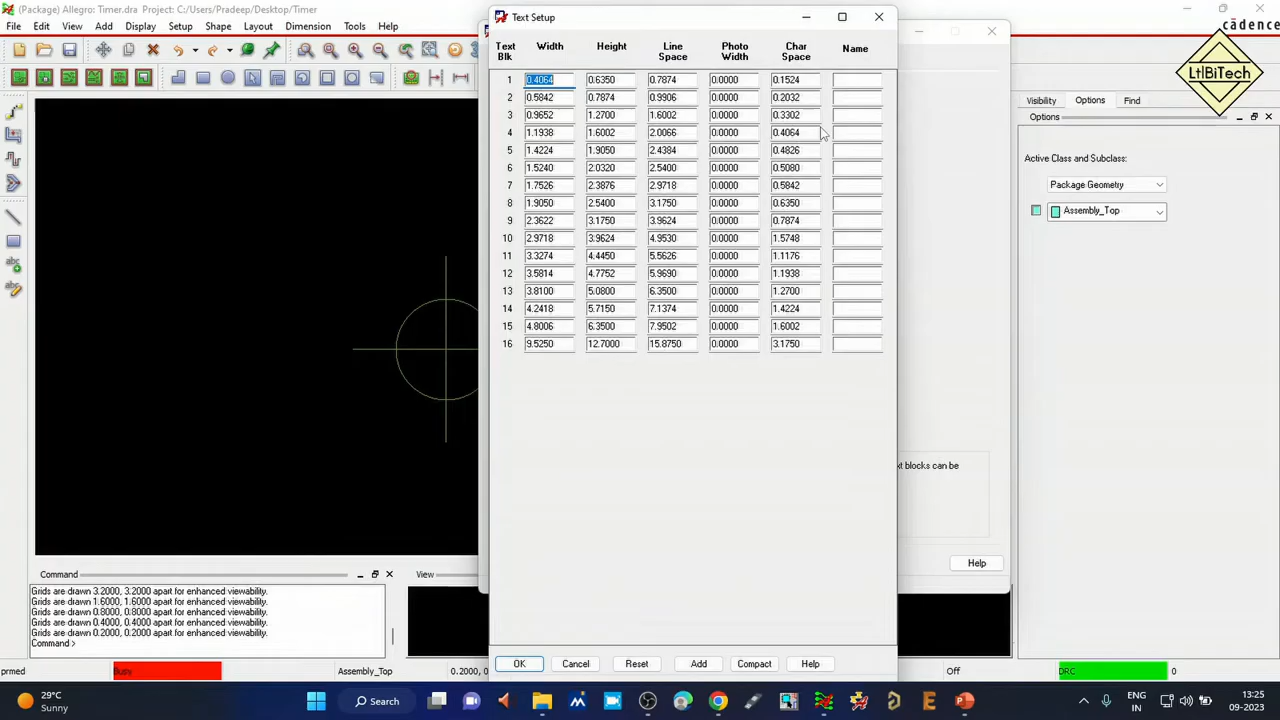 (Package) Allegro: Timer.dra Project: C:/Users/Pradeep/Desktop/Timer
File Edit View Add Display Setup Shape Layout Dimension Tools Help
cādence
LtlBiTech
Text Setup
Text Blk Width Height Line Space Photo Width Char Space Name
1 0.4064 0.6350 0.7874 0.0000 0.1524
2 0.5842 0.7874 0.9906 0.0000 0.2032
3 0.9652 1.2700 1.6002 0.0000 0.3302
4 1.1938 1.6002 2.0066 0.0000 0.4064
5 1.4224 1.9050 2.4384 0.0000 0.4826
6 1.5240 2.0320 2.5400 0.0000 0.5080
7 1.7526 2.3876 2.9718 0.0000 0.5842
8 1.9050 2.5400 3.1750 0.0000 0.6350
9 2.3622 3.1750 3.9624 0.0000 0.7874
10 2.9718 3.9624 4.9530 0.0000 1.5748
11 3.3274 4.4450 5.5626 0.0000 1.1176
12 3.5814 4.7752 5.9690 0.0000 1.1938
13 3.8100 5.0800 6.3500 0.0000 1.2700
14 4.2418 5.7150 7.1374 0.0000 1.4224
15 4.8006 6.3500 7.9502 0.0000 1.6002
16 9.5250 12.7000 15.8750 0.0000 3.1750
OK Cancel Reset Add Compact Help
xt blocks can be
Help
Visibility Options Find
Options
Active Class and Subclass:
Package Geometry
Assembly_Top
Command
Grids are drawn 3.2000, 3.2000 apart for enhanced viewability.
Grids are drawn 1.6000, 1.6000 apart for enhanced viewability.
Grids are drawn 0.8000, 0.8000 apart for enhanced viewability.
Grids are drawn 0.4000, 0.4000 apart for enhanced viewability.
Grids are drawn 0.2000, 0.2000 apart for enhanced viewability.
Command >
View
prmed Busy Assembly_Top 0.2000, 0 Off DRC 0
29°C
Sunny
Search
ENG
IN
13:25
09-2023